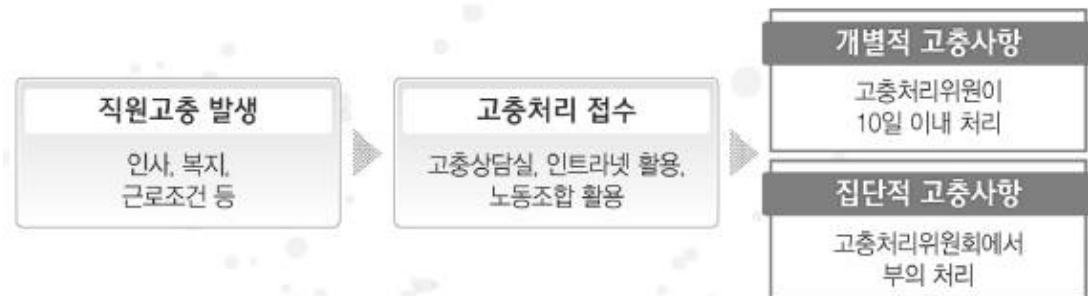 직원고충 발생
인사, 복지,
근로조건 등
고충처리 접수
고충상담실, 인트라넷 활용,
노동조합 활용
개별적 고충사항
고충처리위원이
10일 이내 처리
집단적 고충사항
고충처리위원회에서
부의 처리